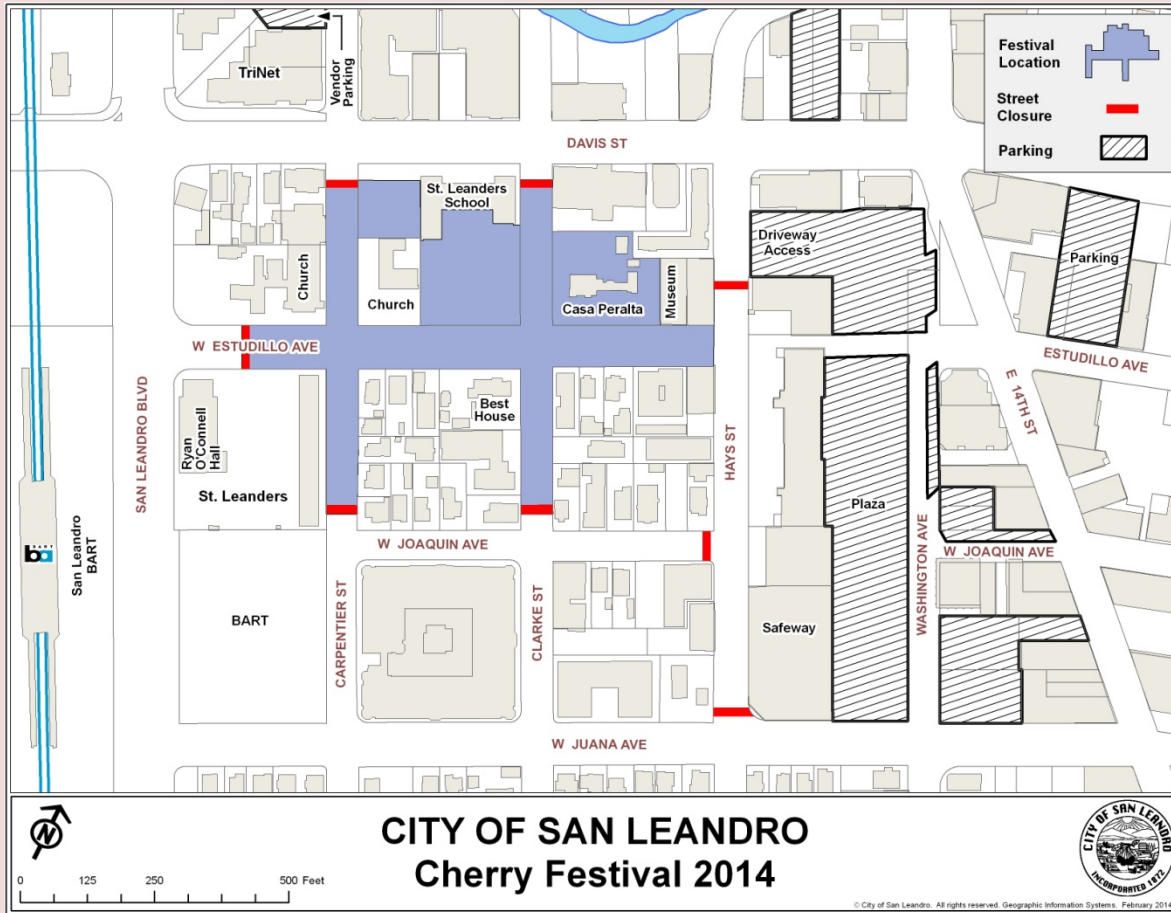 TriNet
Vendor
Parking
Festival
Location
Street
Closure
Parking
DAVIS ST
St. Leanders
School
Church
Church
Casa Peralta
Museum
Driveway
Access
Parking
W ESTUDILLO AVE
ESTUDILLO AVE
E 14TH ST
SAN LEANDRO BLVD
Ryan
O'Connell
Hall
St. Leanders
Best
House
HAYS ST
Plaza
WASHINGTON AVE
W JOAQUIN AVE
W JOAQUIN AVE
BART
ba
San Leandro
BART
BART
CARPENTIER ST
CLARKE ST
Safeway
W JUANA AVE
N
0 125 250 500 Feet
CITY OF SAN LEANDRO
Cherry Festival 2014
CITY OF SAN LEANDRO
INCORPORATED 1872
© City of San Leandro. All rights reserved. Geographic Information Systems. February 2014